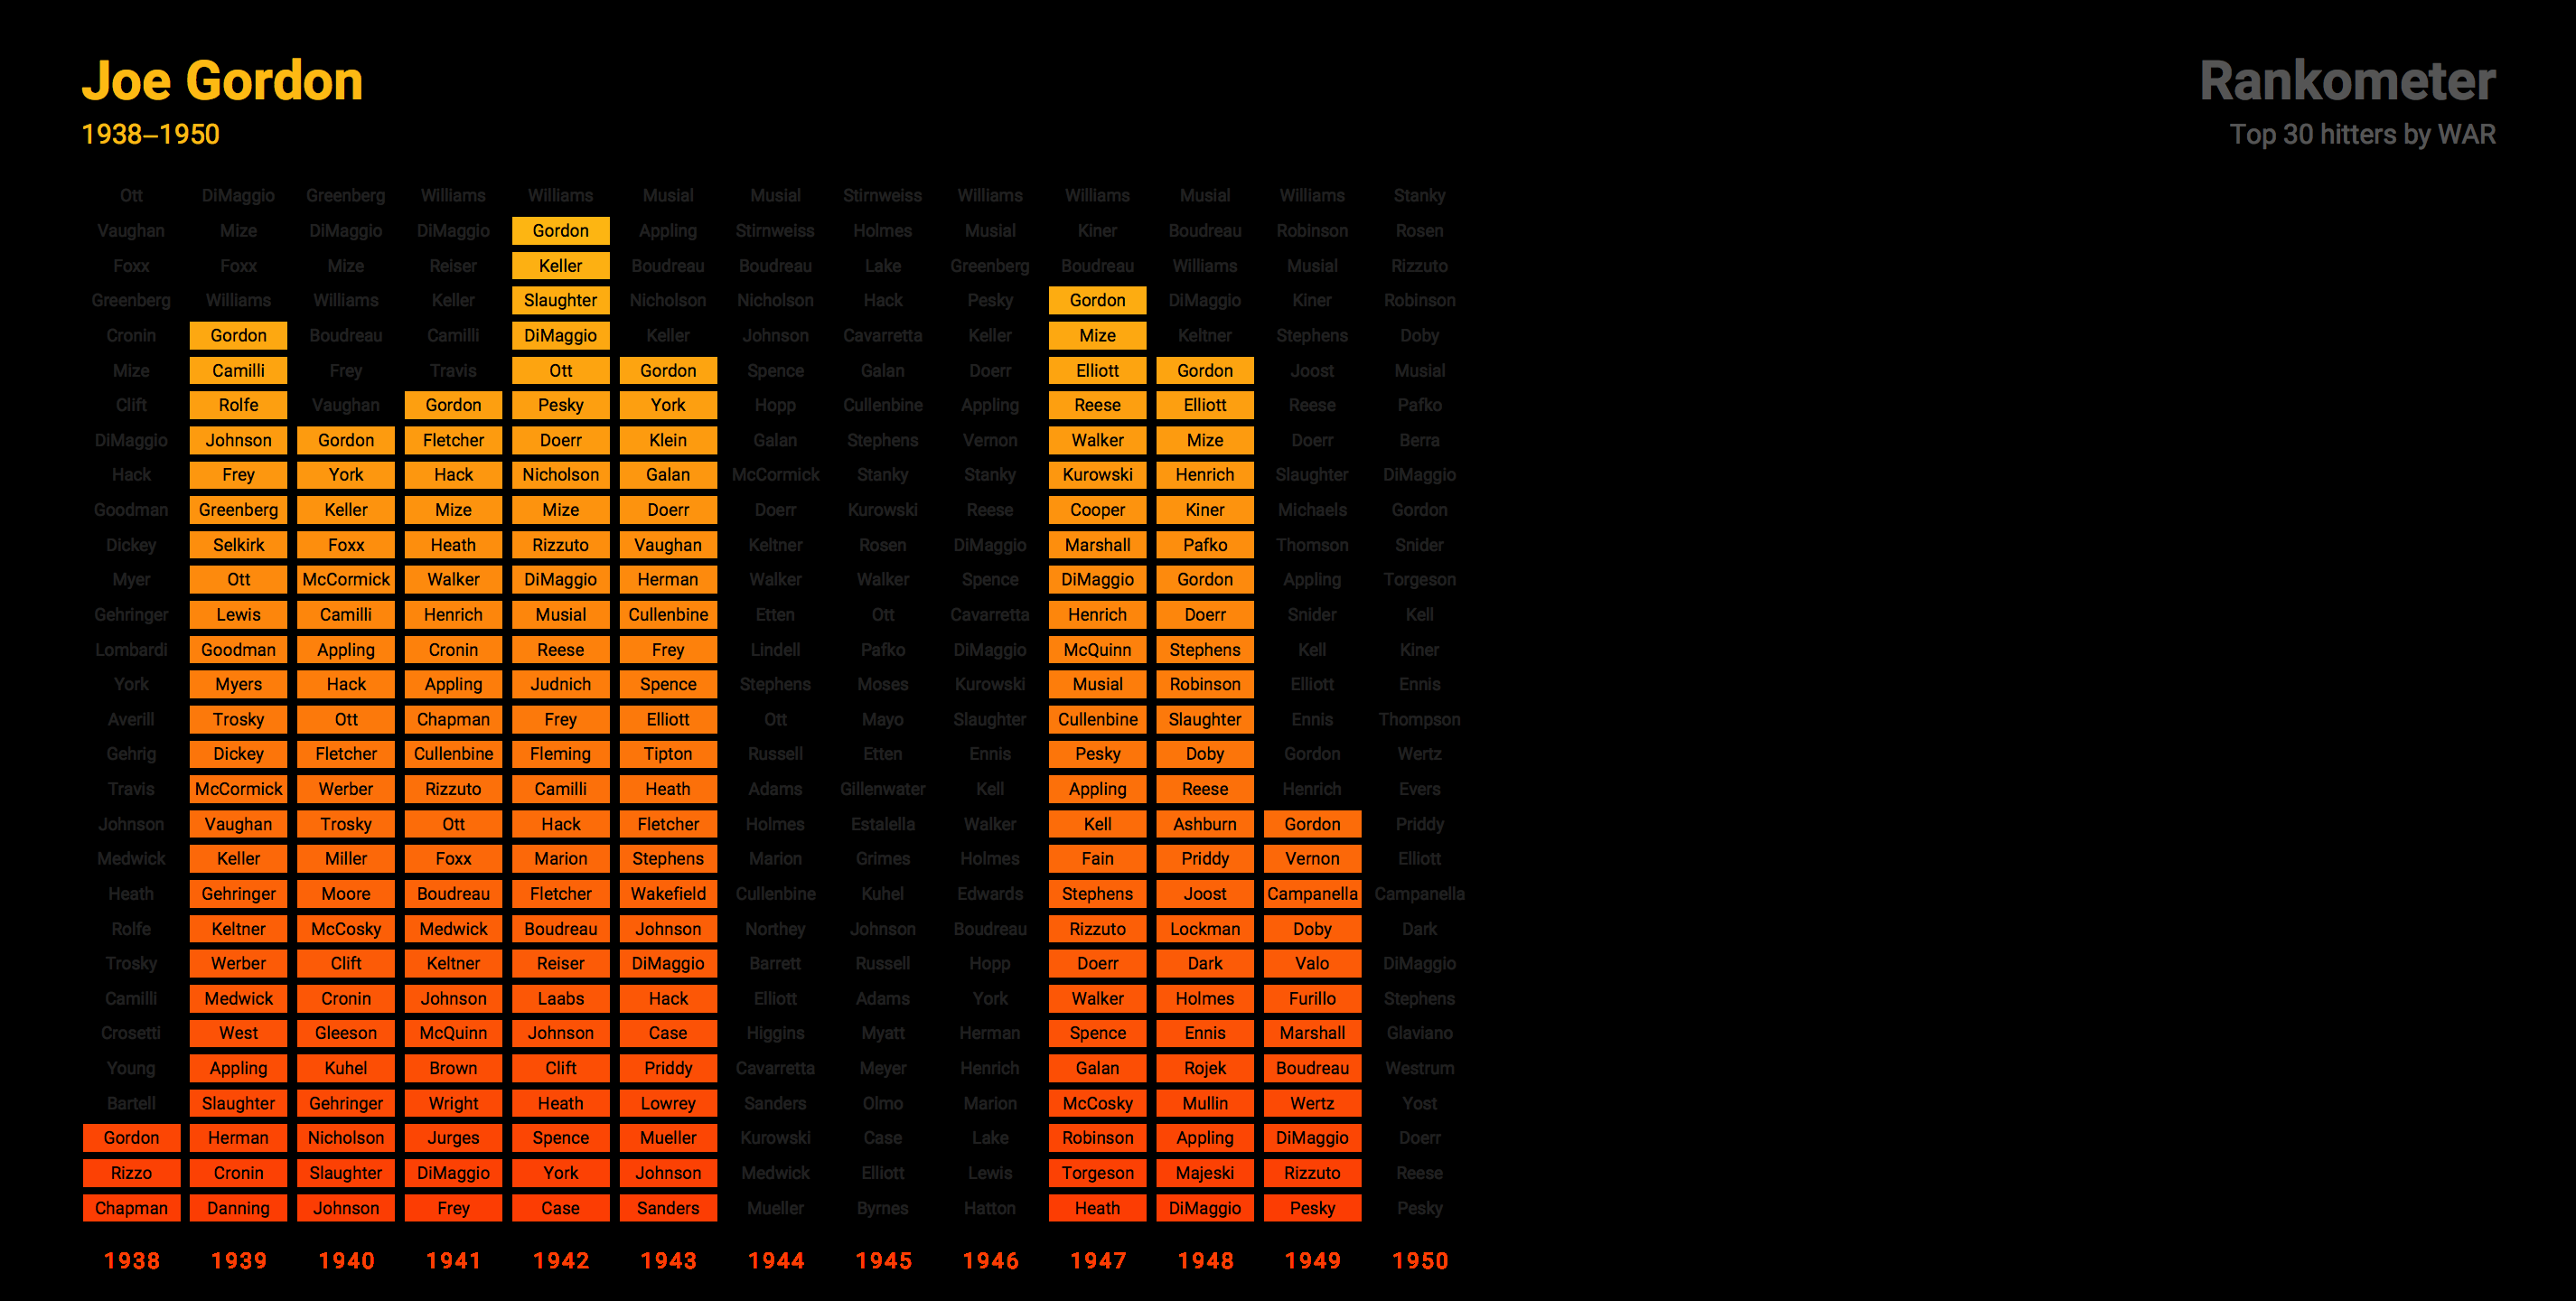 Joe Gordon
1938–1950
Rankometer
Top 30 hitters by WAR
Ott DiMaggio Greenberg Williams Williams Musial Musial Stirnweiss Williams Williams Musial Williams Stanky
Vaughan Mize DiMaggio DiMaggio Gordon Appling Stirnweiss Holmes Musial Kiner Boudreau Robinson Rosen
Foxx Foxx Mize Reiser Keller Boudreau Boudreau Lake Greenberg Boudreau Williams Musial Rizzuto
Greenberg Williams Williams Keller Slaughter Nicholson Nicholson Hack Pesky Gordon DiMaggio Kiner Robinson
Cronin Gordon Boudreau Camilli DiMaggio Keller Johnson Cavarretta Keller Mize Keltner Stephens Doby
Mize Camilli Frey Travis Ott Gordon Spence Galan Doerr Elliott Gordon Joost Musial
Clift Rolfe Vaughan Gordon Pesky York Hopp Cullenbine Appling Reese Elliott Reese Pafko
DiMaggio Johnson Gordon Fletcher Doerr Klein Galan Stephens Vernon Walker Mize Doerr Berra
Hack Frey York Hack Nicholson Galan McCormick Stanky Stanky Kurowski Henrich Slaughter DiMaggio
Goodman Greenberg Keller Mize Mize Doerr Doerr Kurowski Reese Cooper Kiner Michaels Gordon
Dickey Selkirk Foxx Heath Rizzuto Vaughan Keltner Rosen DiMaggio Marshall Pafko Thomson Snider
Myer Ott McCormick Walker DiMaggio Herman Walker Walker Spence DiMaggio Gordon Appling Torgeson
Gehringer Lewis Camilli Henrich Musial Cullenbine Etten Ott Cavarretta Henrich Doerr Snider Kell
Lombardi Goodman Appling Cronin Reese Frey Lindell Pafko DiMaggio McQuinn Stephens Kell Kiner
York Myers Hack Appling Judnich Spence Stephens Moses Kurowski Musial Robinson Elliott Ennis
Averill Trosky Ott Chapman Frey Elliott Ott Mayo Slaughter Cullenbine Slaughter Ennis Thompson
Gehrig Dickey Fletcher Cullenbine Fleming Tipton Russell Etten Ennis Pesky Doby Gordon Wertz
Travis McCormick Werber Rizzuto Camilli Heath Adams Gillenwater Kell Appling Reese Henrich Evers
Johnson Vaughan Trosky Ott Hack Fletcher Holmes Estalella Walker Kell Ashburn Gordon Priddy
Medwick Keller Miller Foxx Marion Stephens Marion Grimes Holmes Fain Priddy Vernon Elliott
Heath Gehringer Moore Boudreau Fletcher Wakefield Cullenbine Kuhel Edwards Stephens Joost Campanella Campanella
Rolfe Keltner McCosky Medwick Boudreau Johnson Northey Johnson Boudreau Rizzuto Lockman Doby Dark
Trosky Werber Clift Keltner Reiser DiMaggio Barrett Russell Hopp Doerr Dark Valo DiMaggio
Camilli Medwick Cronin Johnson Laabs Hack Elliott Adams York Walker Holmes Furillo Stephens
Crosetti West Gleeson McQuinn Johnson Case Higgins Myatt Herman Spence Ennis Marshall Glaviano
Young Appling Kuhel Brown Clift Priddy Cavarretta Meyer Henrich Galan Rojek Boudreau Westrum
Bartell Slaughter Gehringer Wright Heath Lowrey Sanders Olmo Marion McCosky Mullin Wertz Yost
Gordon Herman Nicholson Jurges Spence Mueller Kurowski Case Lake Robinson Appling DiMaggio Doerr
Rizzo Cronin Slaughter DiMaggio York Johnson Medwick Elliott Lewis Torgeson Majeski Rizzuto Reese
Chapman Danning Johnson Frey Case Sanders Mueller Byrnes Hatton Heath DiMaggio Pesky Pesky
1938 1939 1940 1941 1942 1943 1944 1945 1946 1947 1948 1949 1950